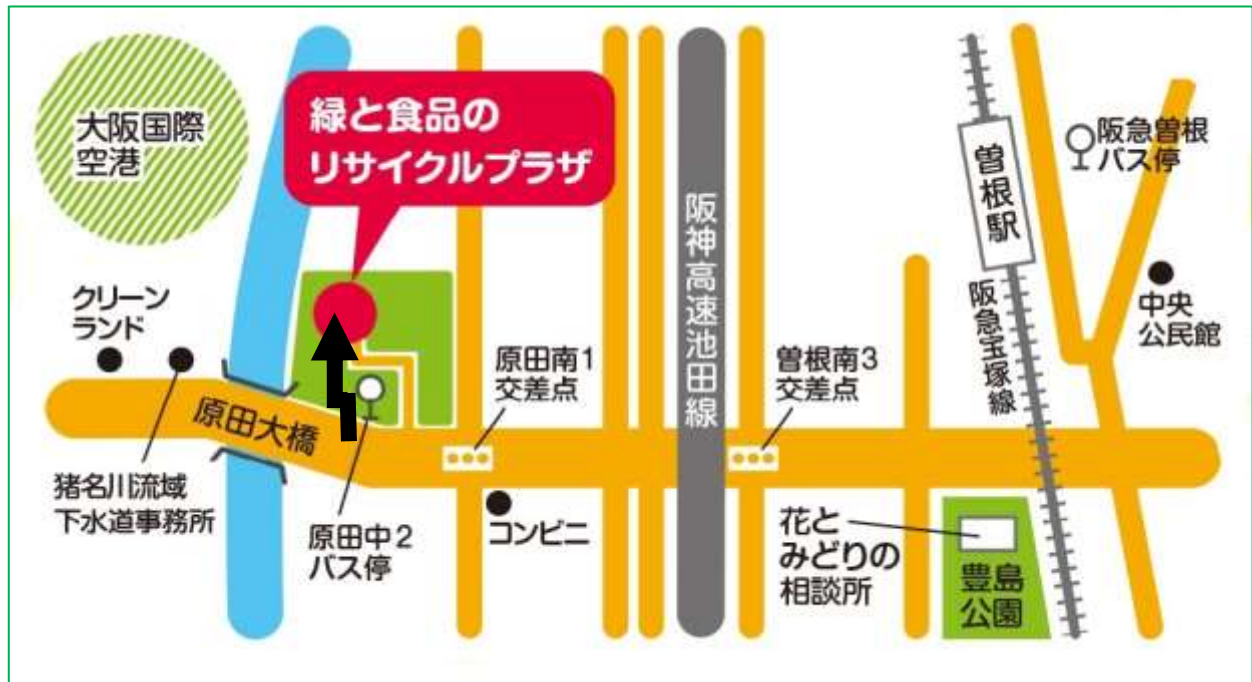 大阪国際
空港
緑と食品の
リサイクルプラザ
阪神高速池田線
曽根駅
阪急曽根
バス停
阪急宝塚線
中央
公民館
クリーン
ランド
原田南1
交差点
曽根南3
交差点
原田大橋
猪名川流域
下水道事務所
原田中2
バス停
コンビニ
花と
みどりの
相談所
豊島
公園